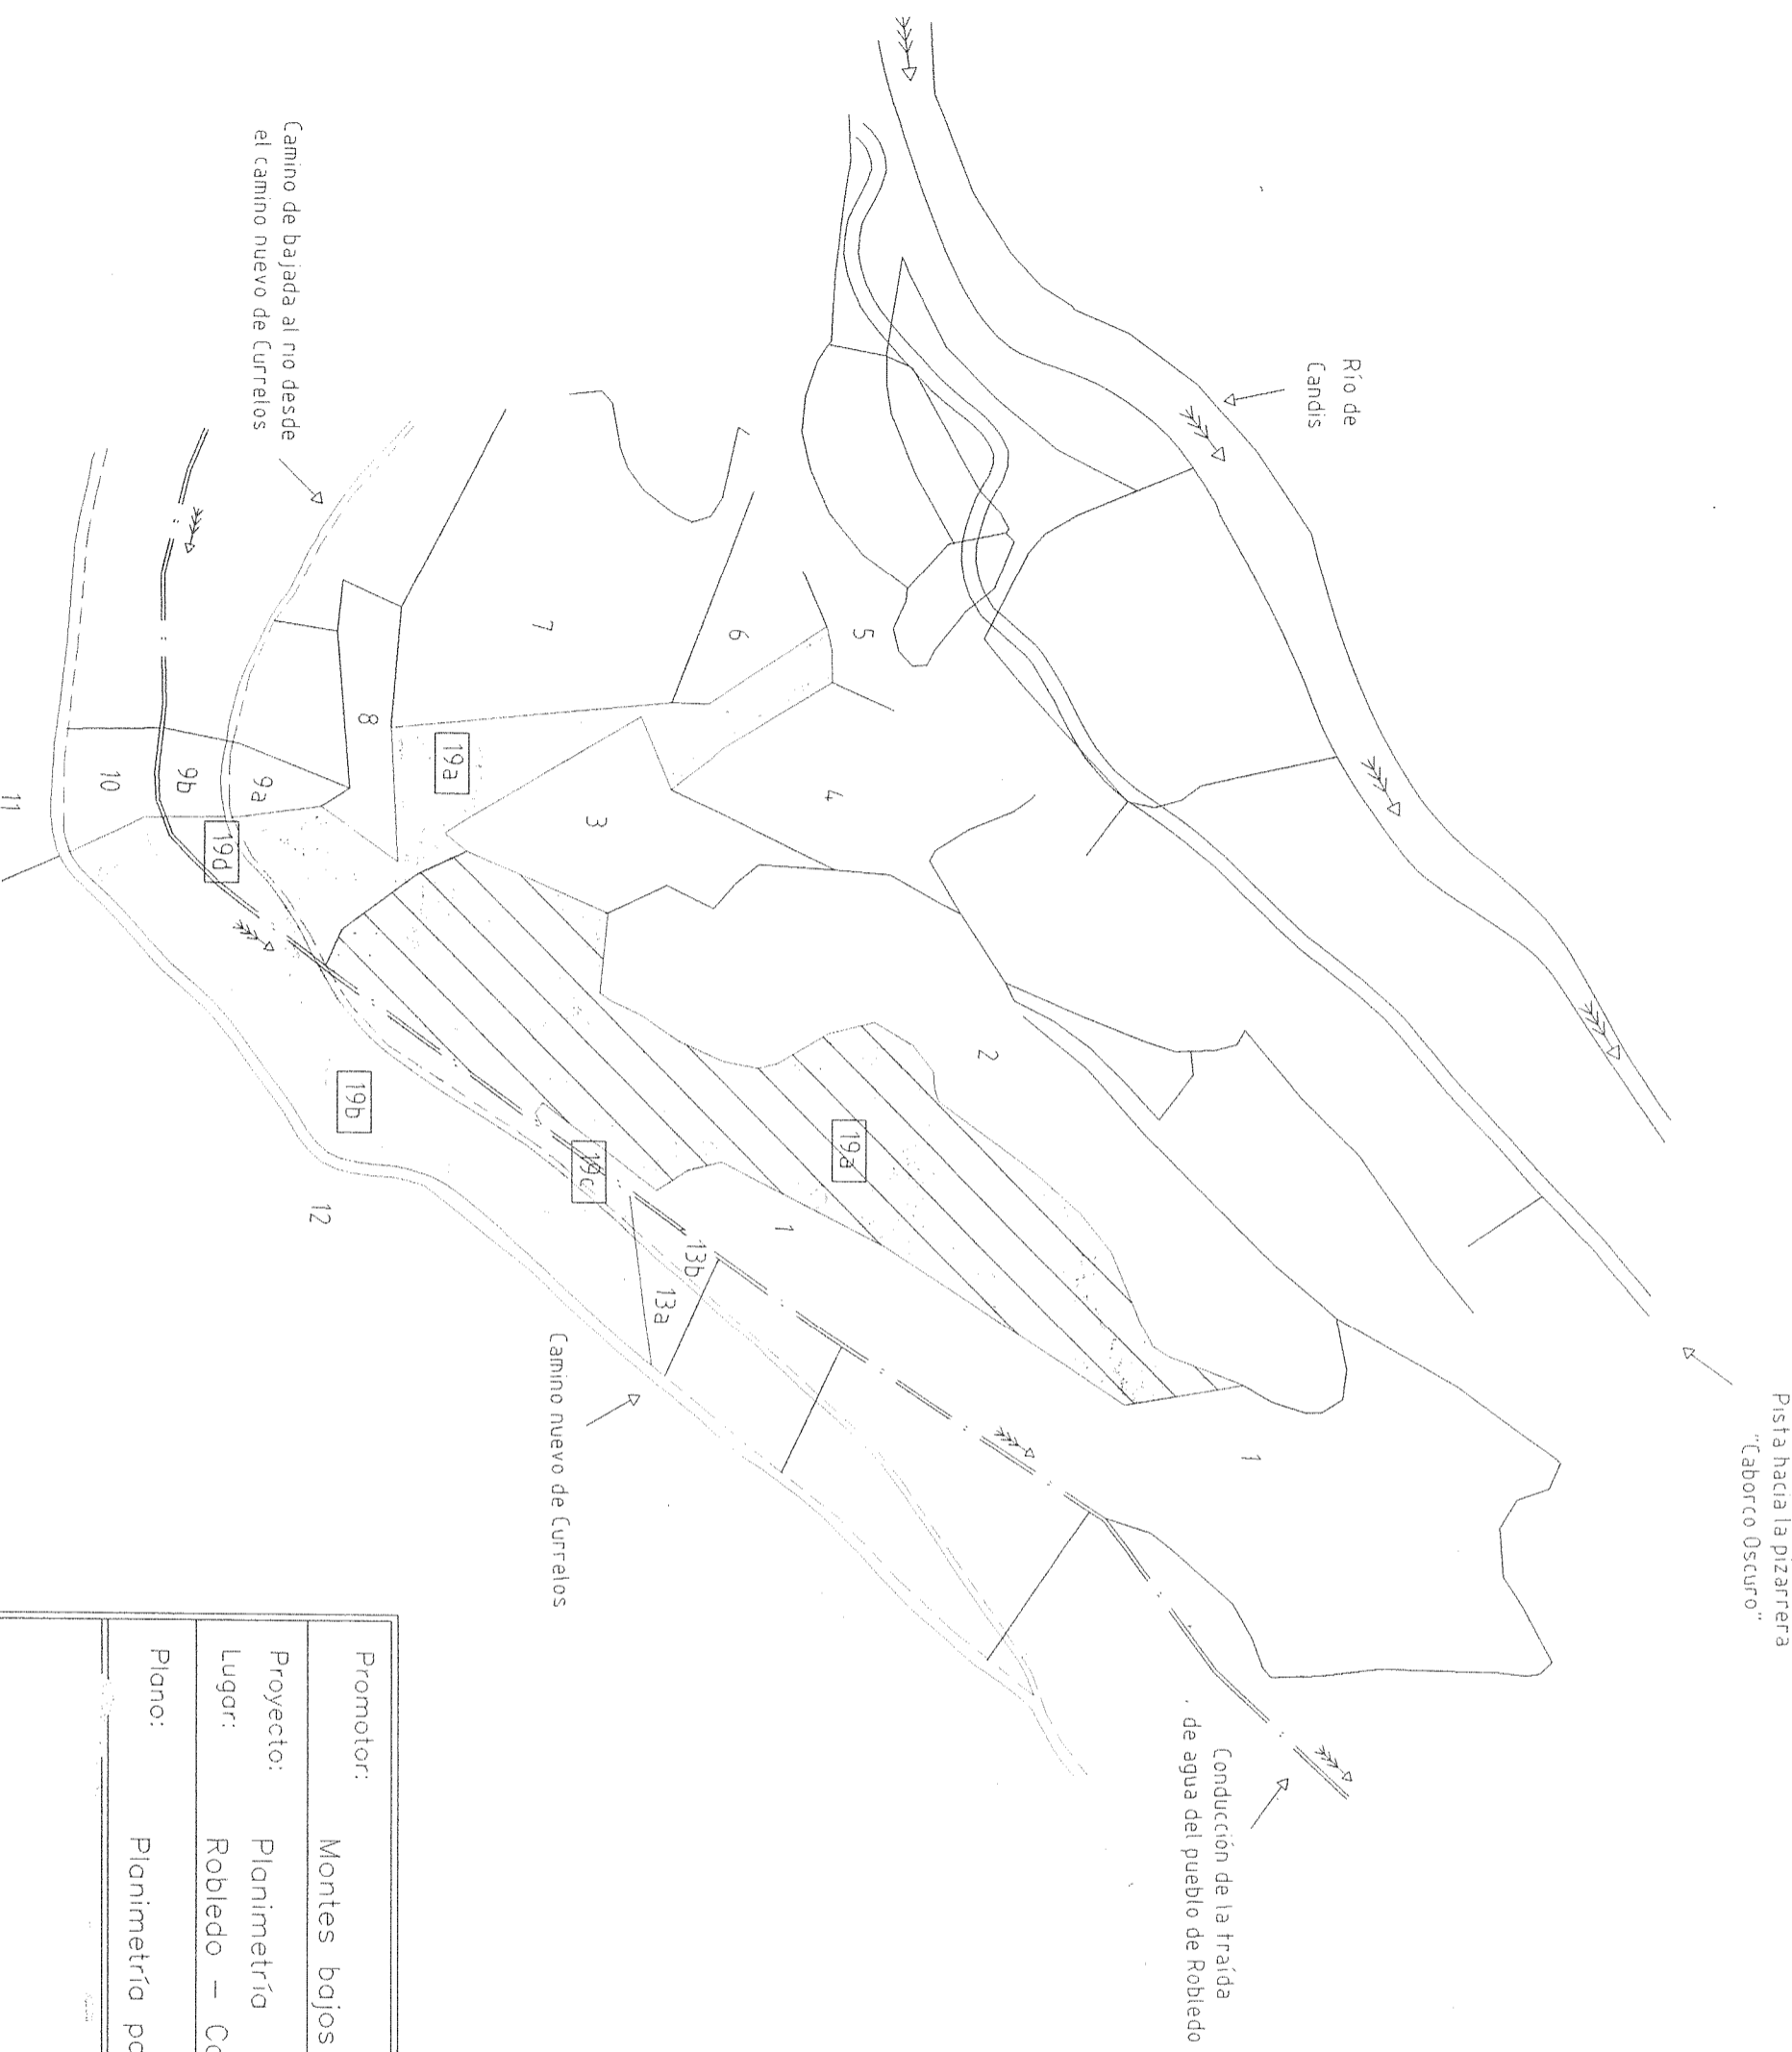 Pista hacia la pizarrera
"Caborco Oscuro"
Río de
Candis
Conducción de la traída
de agua del pueblo de Robledo
Camino de bajada al río desde
el camino nuevo de Currelos
Camino nuevo de Currelos
5
6
7
4
8
3
2
19a
19a
9a
9b
10
11
19d
19b
19c
12
1
1
13b
13a
Promotor:
Montes bajos
Proyecto:
Planimetría
Lugar:
Robledo - Co
Plano:
Planimetría po